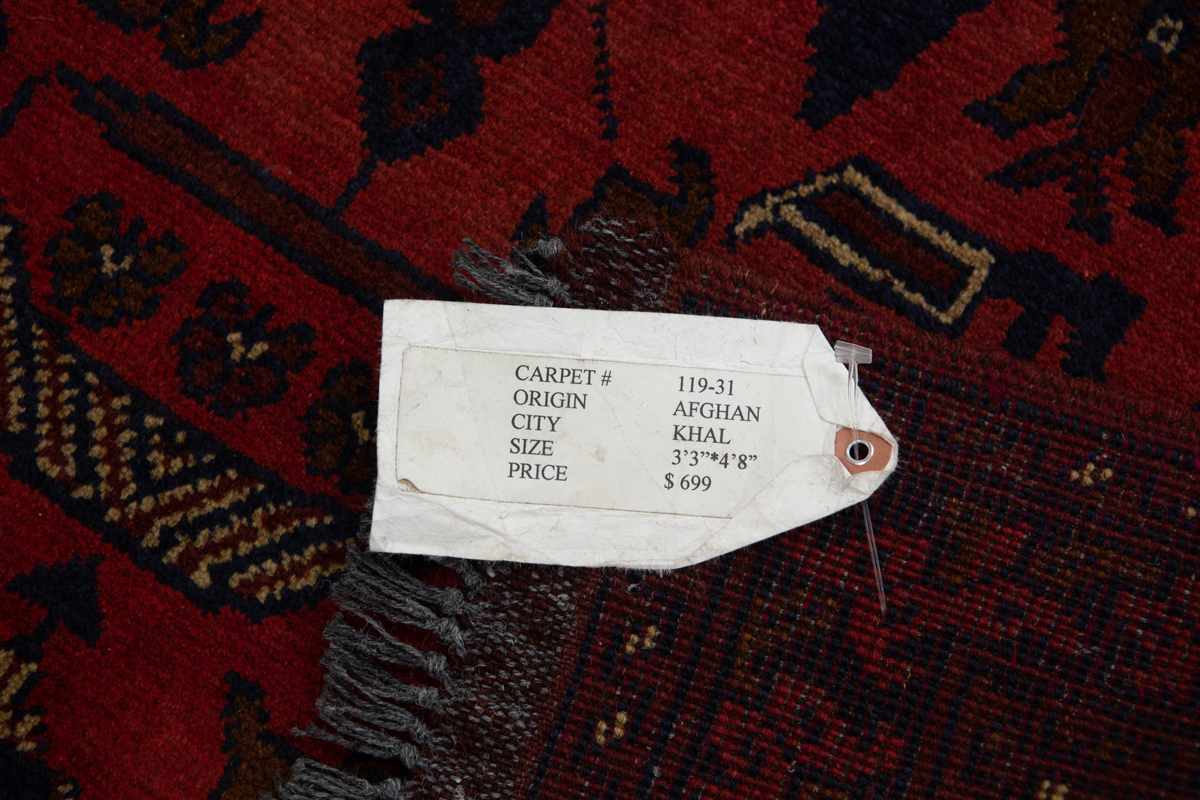 CARPET # 119-31
ORIGIN AFGHAN
CITY KHAL
SIZE 3’3”*4’8”
PRICE $ 699